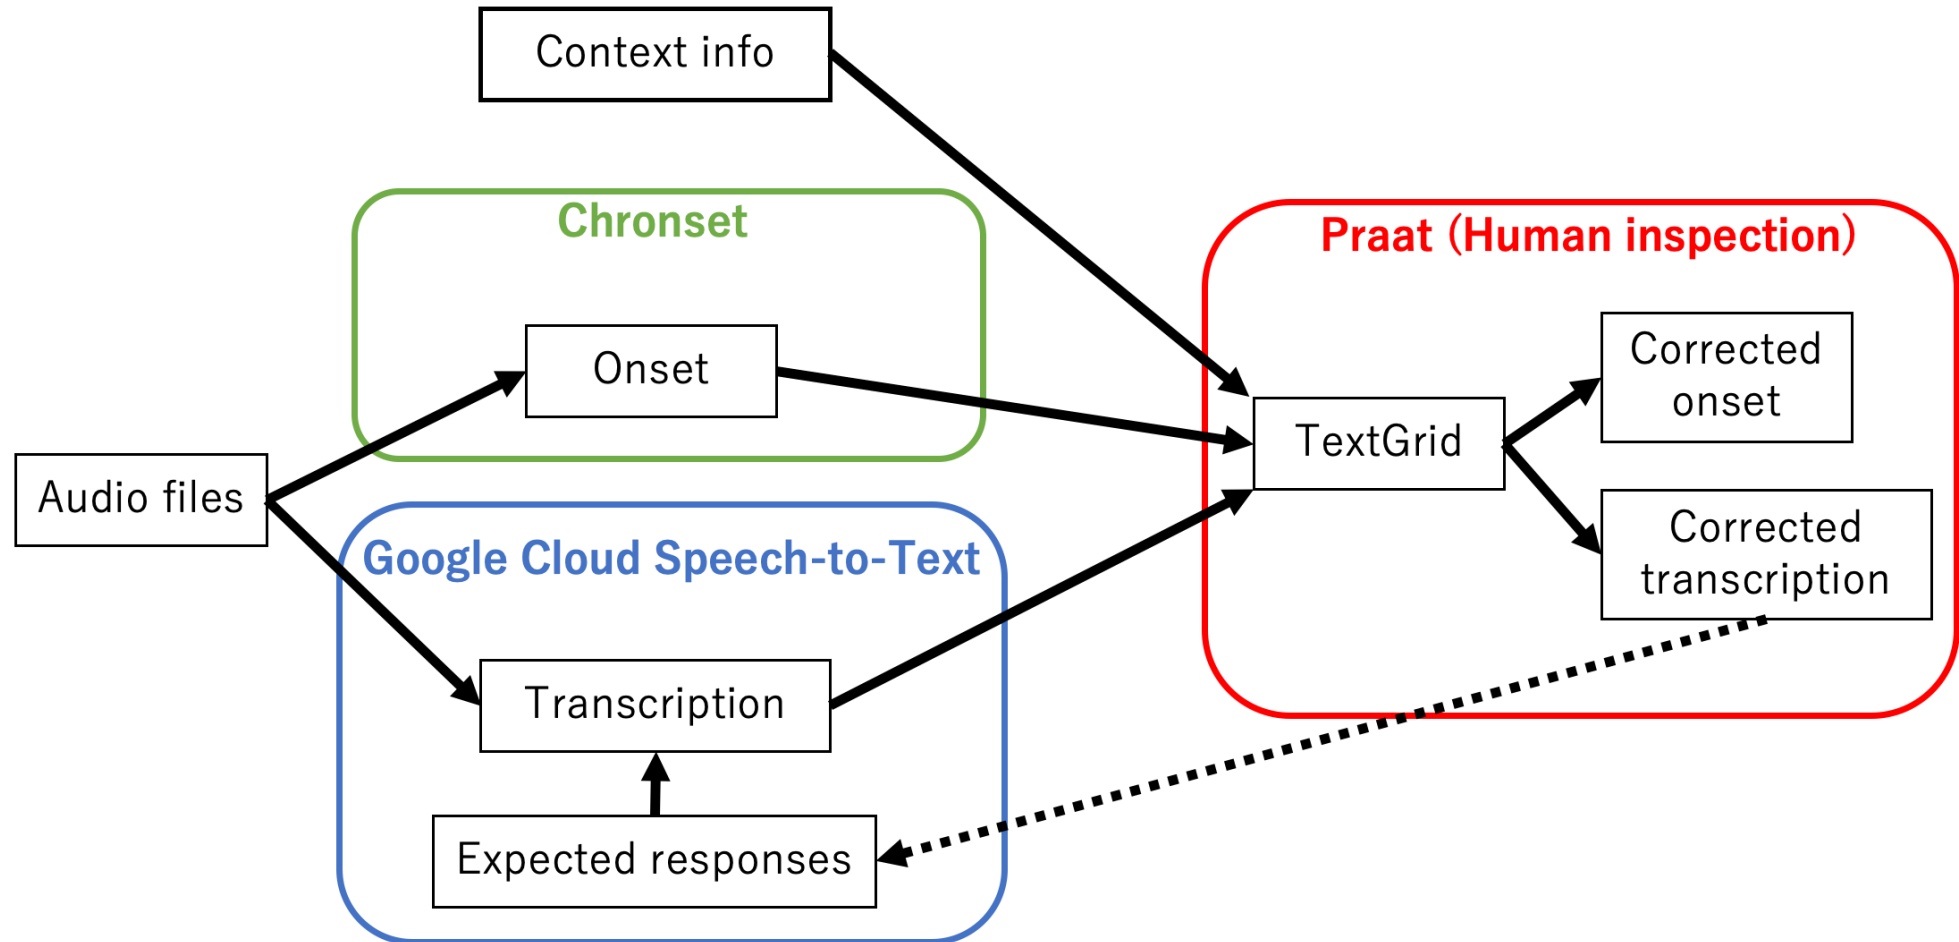 Context info
Chronset
Onset
Audio files
Google Cloud Speech-to-Text
Transcription
Expected responses
Praat (Human inspection)
TextGrid
Corrected
onset
Corrected
transcription